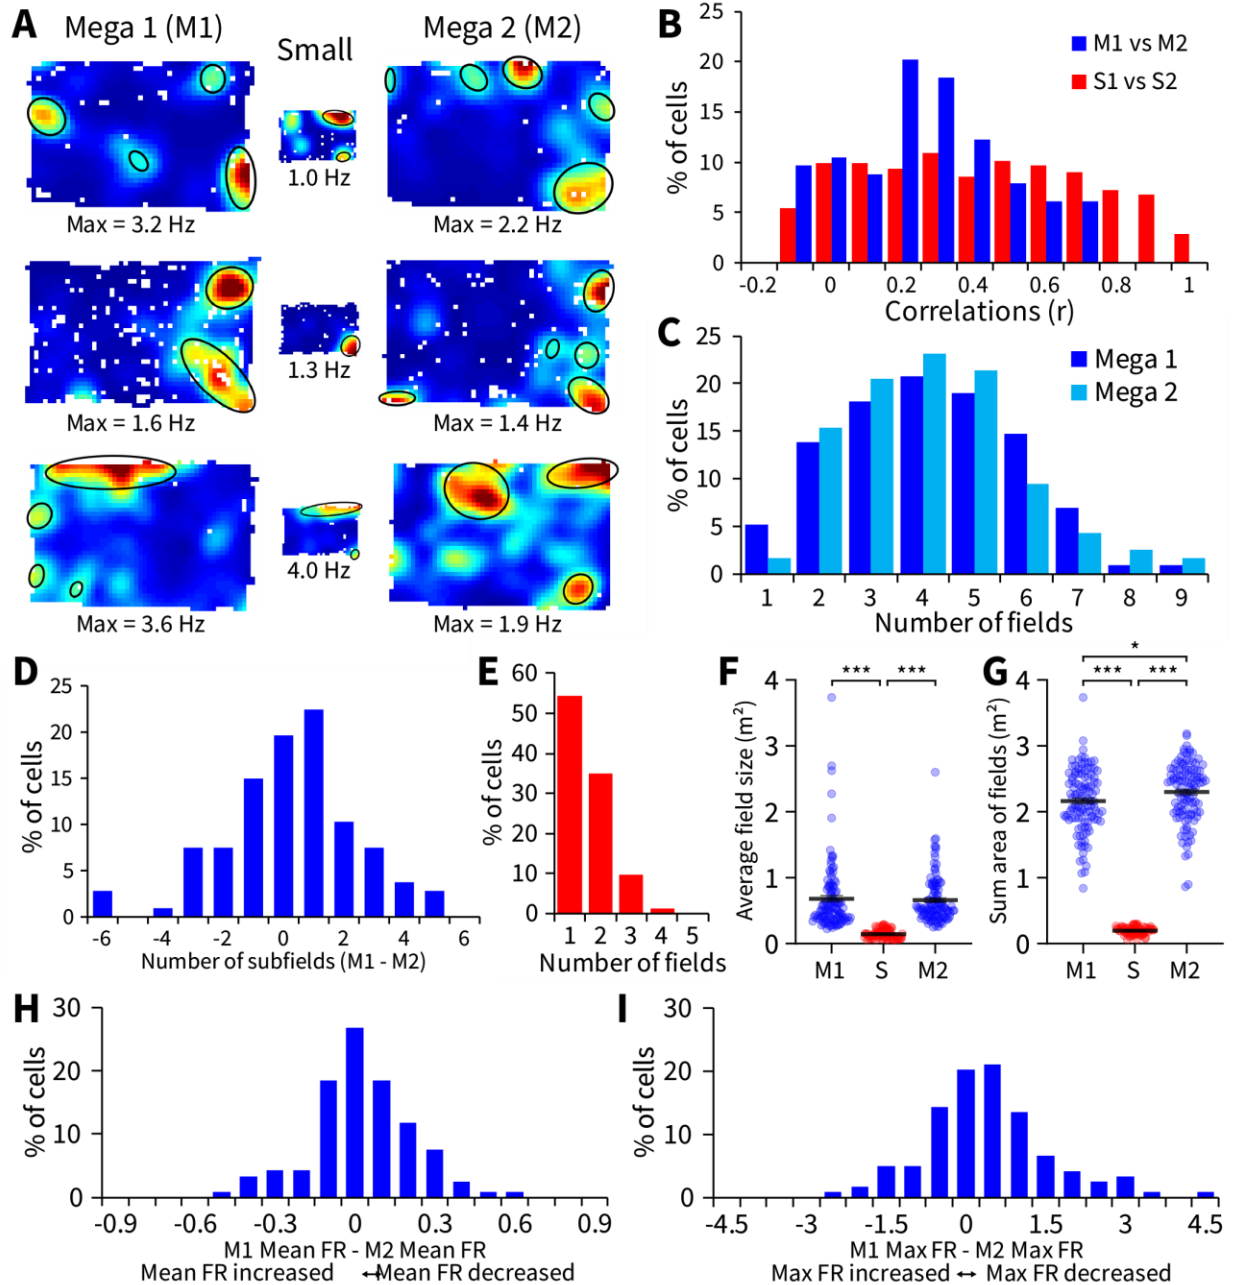 A
Mega 1 (M1)
Small
Mega 2 (M2)
1.0 Hz
Max = 3.2 Hz
Max = 2.2 Hz
1.3 Hz
Max = 1.6 Hz
Max = 1.4 Hz
4.0 Hz
Max = 3.6 Hz
Max = 1.9 Hz
B
% of cells
25
20
15
10
5
0
M1 vs M2
S1 vs S2
-0.2 0 0.2 0.4 0.6 0.8 1
Correlations (r)
C
% of cells
25
20
15
10
5
0
Mega 1
Mega 2
1 2 3 4 5 6 7 8 9
Number of fields
D
% of cells
25
20
15
10
5
0
-6 -4 -2 0 2 4 6
Number of subfields (M1 - M2)
E
% of cells
60
50
40
30
20
10
0
1 2 3 4 5
Number of fields
F
Average field size (m²)
4
3
2
1
0
*** ***
M1 S M2
G
Sum area of fields (m²)
4
3
2
1
0
*
*** ***
M1 S M2
H
% of cells
30
20
10
0
-0.9 -0.6 -0.3 0 0.3 0.6 0.9
M1 Mean FR - M2 Mean FR
Mean FR increased ↔ Mean FR decreased
I
% of cells
30
20
10
0
-4.5 -3 -1.5 0 1.5 3 4.5
M1 Max FR - M2 Max FR
Max FR increased ↔ Max FR decreased